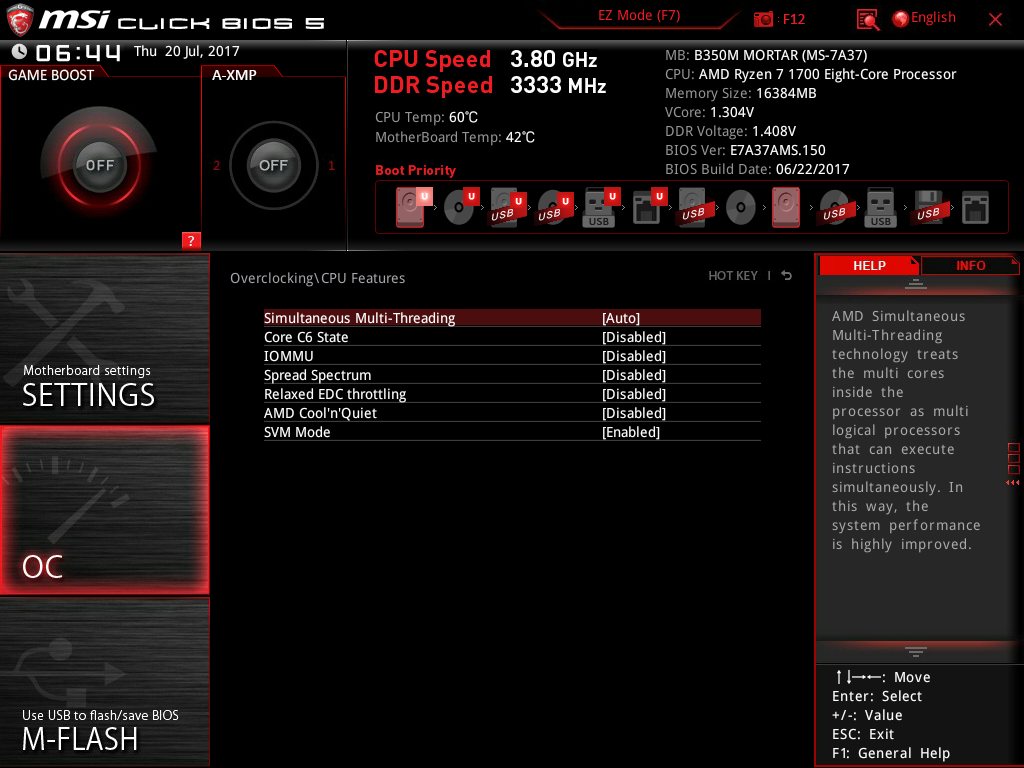 msi CLICK BIOS 5
EZ Mode (F7)
: F12
English
06:44 Thu 20 Jul, 2017
GAME BOOST
OFF
?
A-XMP
2 OFF 1
CPU Speed 3.80 GHz
DDR Speed 3333 MHz
CPU Temp: 60℃
MotherBoard Temp: 42℃
MB: B350M MORTAR (MS-7A37)
CPU: AMD Ryzen 7 1700 Eight-Core Processor
Memory Size: 16384MB
VCore: 1.304V
DDR Voltage: 1.408V
BIOS Ver: E7A37AMS.150
BIOS Build Date: 06/22/2017
Boot Priority
U U U U U U
USB USB USB USB USB USB USB
Motherboard settings
SETTINGS
OC
Use USB to flash/save BIOS
M-FLASH
Overclocking\CPU Features
HOT KEY |
Simultaneous Multi-Threading [Auto]
Core C6 State [Disabled]
IOMMU [Disabled]
Spread Spectrum [Disabled]
Relaxed EDC throttling [Disabled]
AMD Cool'n'Quiet [Disabled]
SVM Mode [Enabled]
HELP
INFO
AMD Simultaneous
Multi-Threading
technology treats
the multi cores
inside the
processor as multi
logical processors
that can execute
instructions
simultaneously. In
this way, the
system performance
is highly improved.
↑↓→←: Move
Enter: Select
+/-: Value
ESC: Exit
F1: General Help